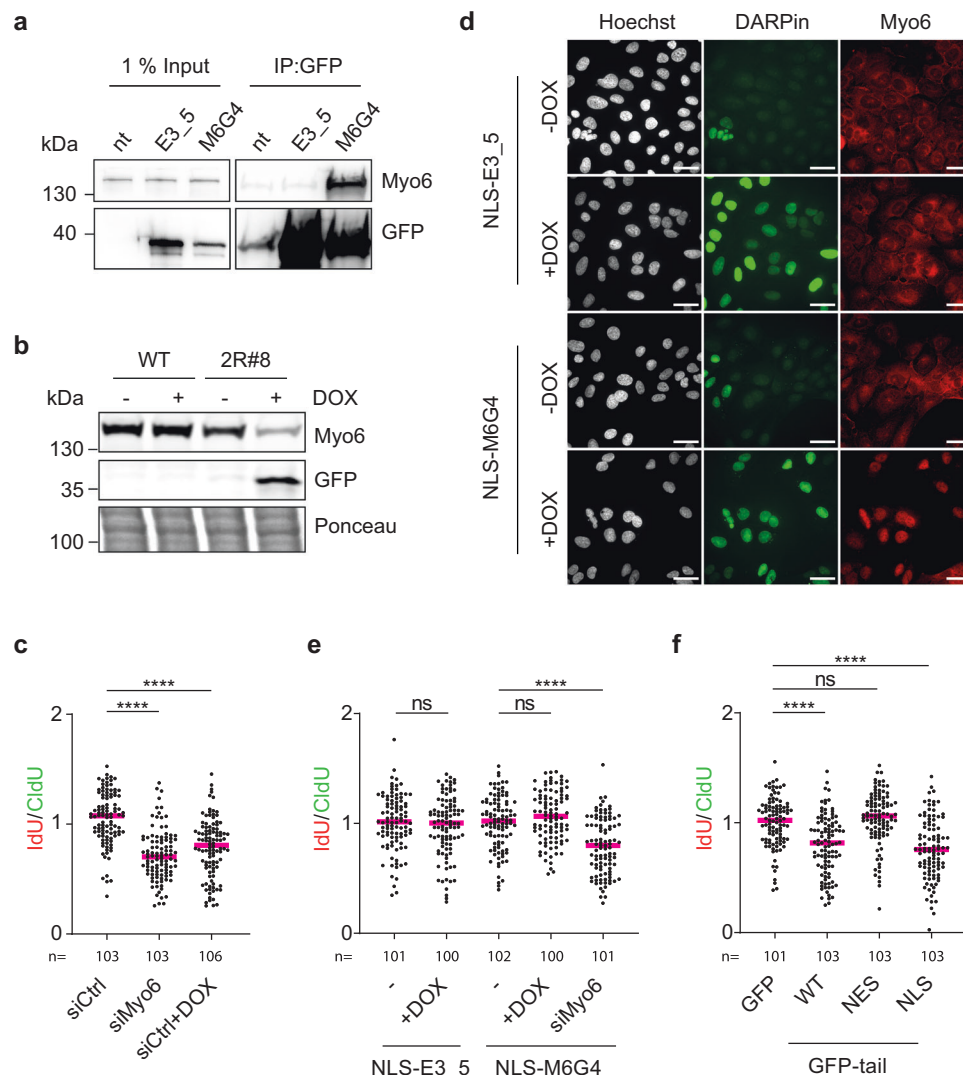 a
1 % Input
IP:GFP
kDa
nt
E3_5
M6G4
nt
E3_5
M6G4
130
Myo6
40
GFP
b
WT
2R#8
kDa
-
+
-
+
DOX
130
Myo6
35
GFP
100
Ponceau
d
Hoechst
DARPin
Myo6
NLS-E3_5
-DOX
+DOX
NLS-M6G4
-DOX
+DOX
c
****
****
2
1
0
IdU/CldU
n=
103
103
106
siCtrl
siMyo6
siCtrl+DOX
e
****
ns
ns
2
1
0
IdU/CldU
n=
101
100
102
100
101
-
+DOX
-
+DOX
siMyo6
NLS-E3_5
NLS-M6G4
f
****
ns
****
2
1
0
IdU/CldU
n=
101
103
103
103
GFP
WT
NES
NLS
GFP-tail